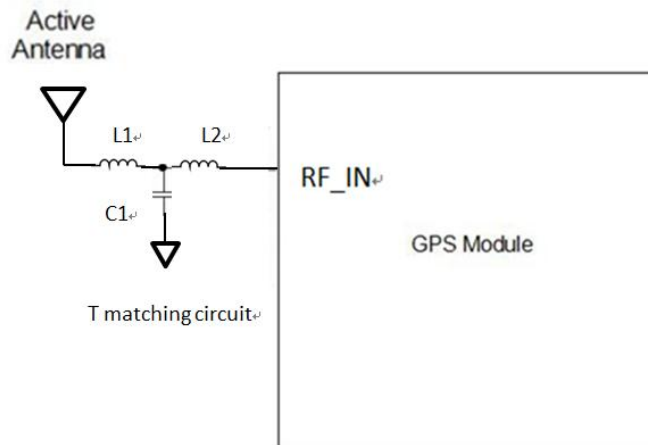 Active
Antenna
L1
L2
RF_IN
C1
GPS Module
T matching circuit